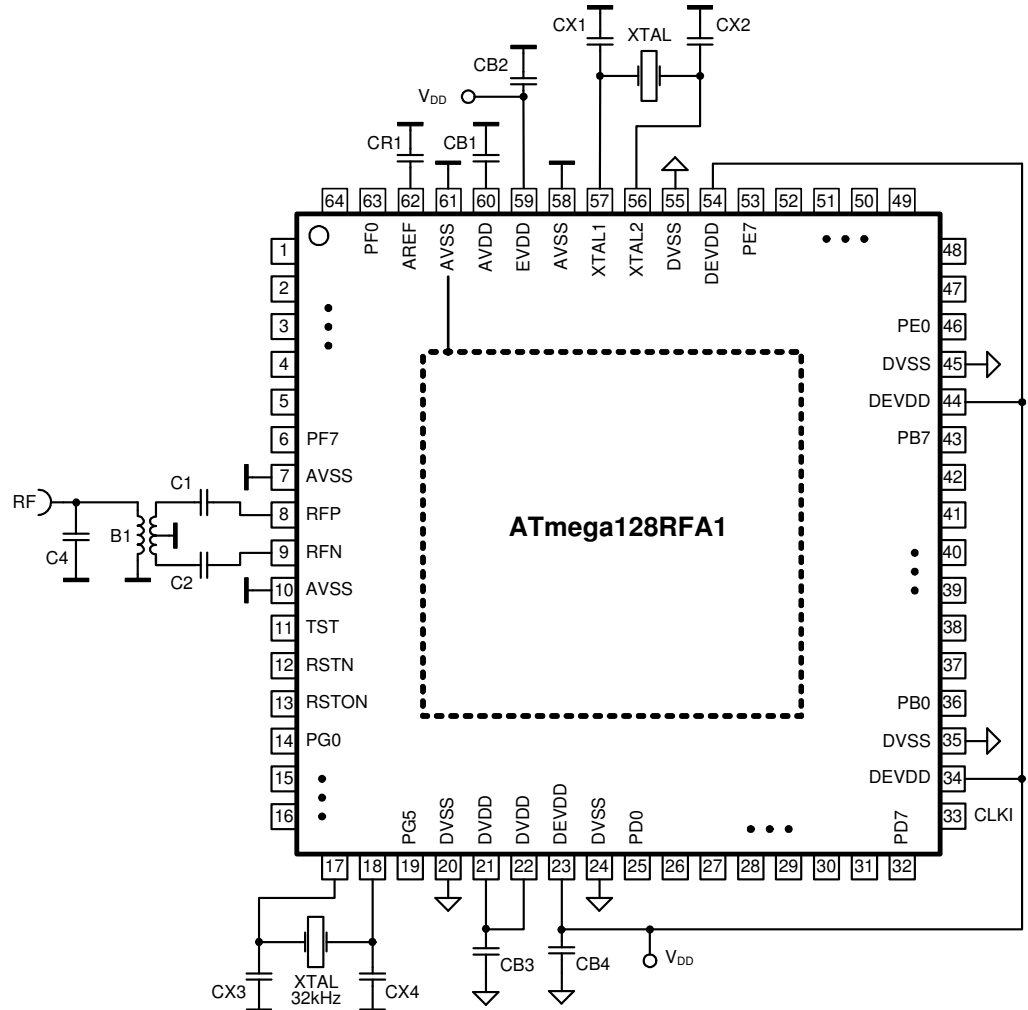 CX1
XTAL
CX2
CB2
VDD
CR1
CB1
64 63 62 61 60 59 58 57 56 55 54 53 52 51 50 49
PF0
AREF
AVSS
AVDD
EVDD
AVSS
XTAL1
XTAL2
DVSS
DEVDD
PE7
1
2
3
4
5
6 PF7
7 AVSS
8 RFP
9 RFN
10 AVSS
11 TST
12 RSTN
13 RSTON
14 PG0
15
16
RF
C1
B1
C4
C2
ATmega128RFA1
48
47
PE0 46
DVSS 45
DEVDD 44
PB7 43
42
41
40
39
38
37
PB0 36
DVSS 35
DEVDD 34
33 CLKI
PG5
DVSS
DVDD
DVDD
DEVDD
DVSS
PD0
PD7
17 18 19 20 21 22 23 24 25 26 27 28 29 30 31 32
CX3
XTAL
32kHz
CX4
CB3
CB4
VDD